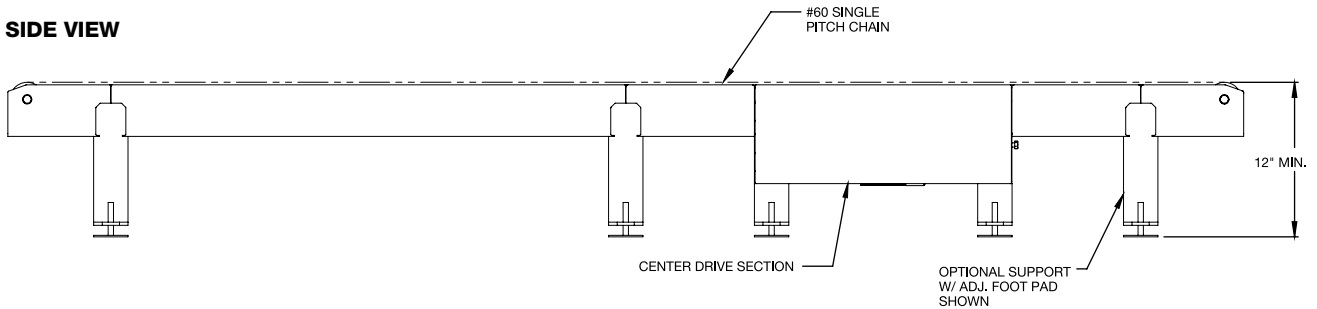 SIDE VIEW
#60 SINGLE
PITCH CHAIN
12" MIN.
CENTER DRIVE SECTION
OPTIONAL SUPPORT
W/ ADJ. FOOT PAD
SHOWN